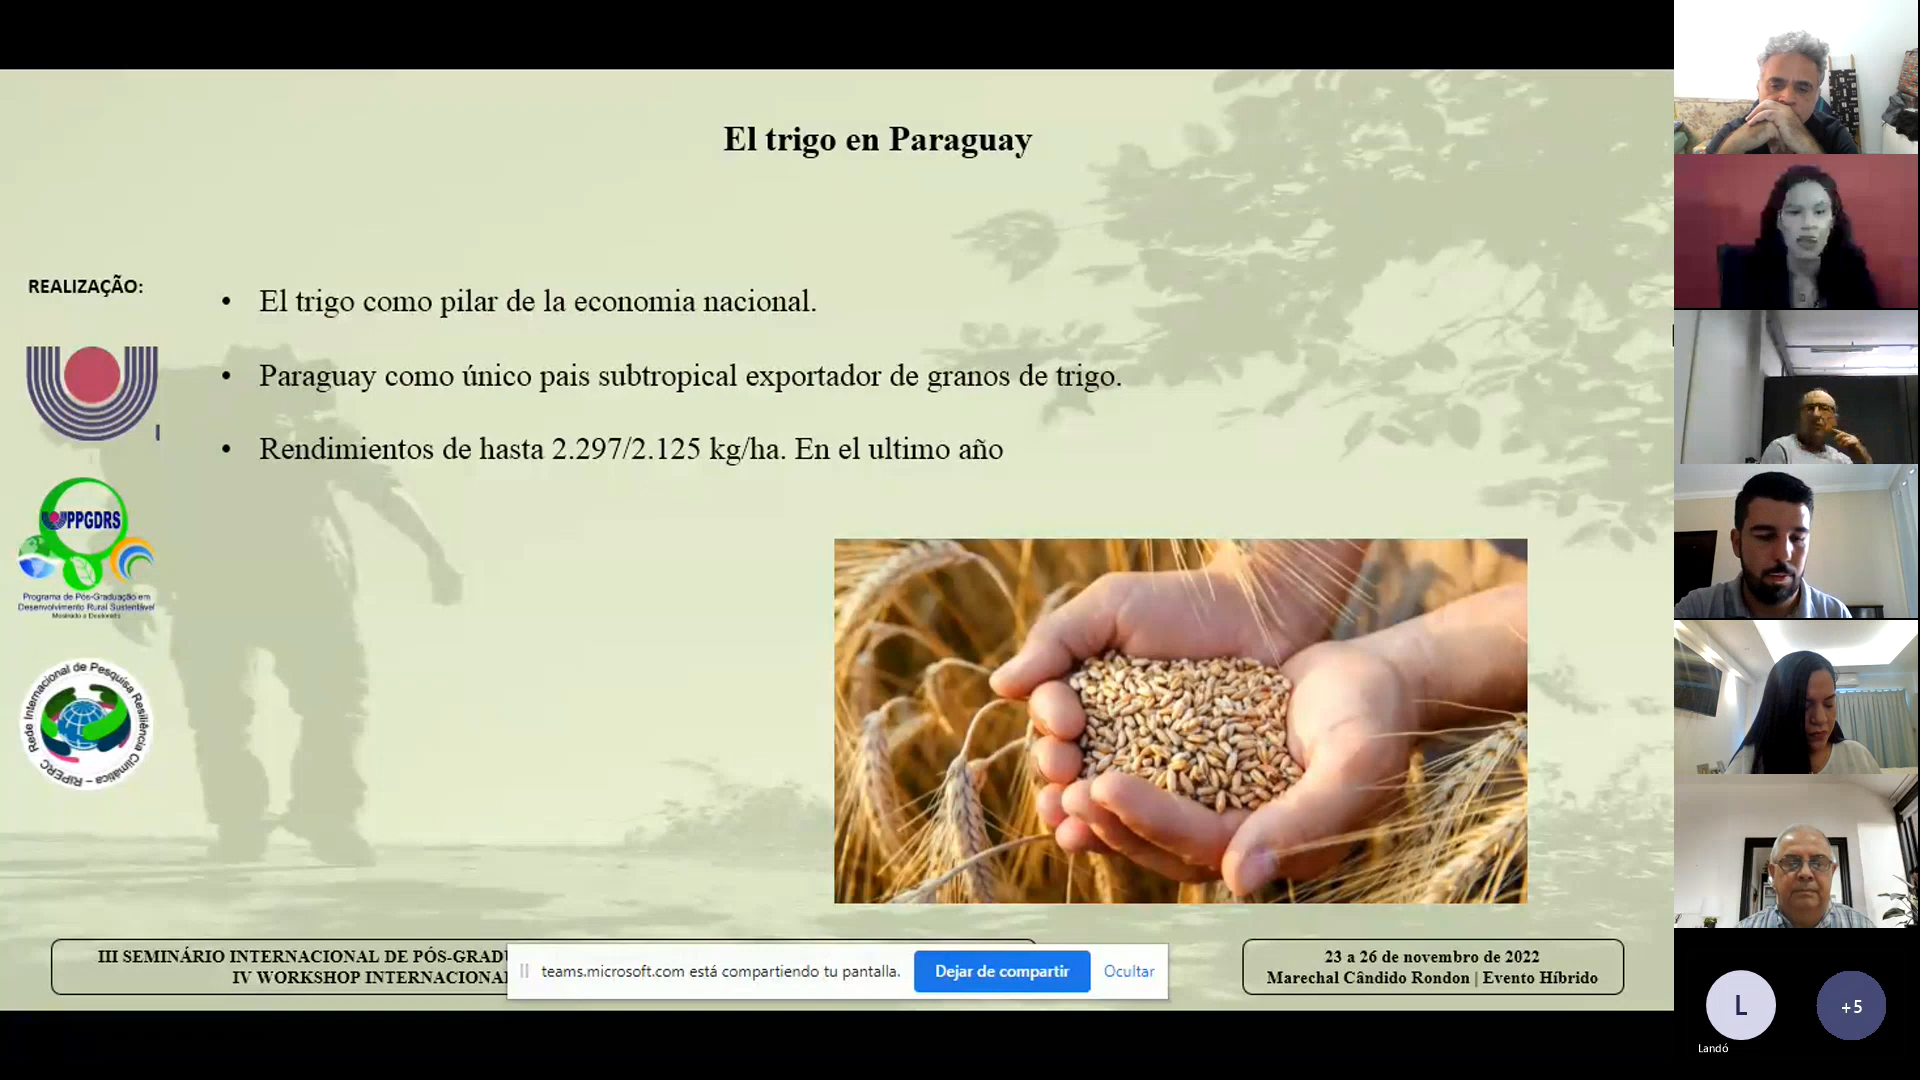 El trigo en Paraguay
REALIZAÇÃO:
• El trigo como pilar de la economia nacional.
• Paraguay como único pais subtropical exportador de granos de trigo.
• Rendimientos de hasta 2.297/2.125 kg/ha. En el ultimo año
PPGDRS
Programa de Pós-Graduação em
Desenvolvimento Rural Sustentável
Mestrado e Doutorado
Rede Internacional de Pesquisa Resiliência Climática – RIPERC
III SEMINÁRIO INTERNACIONAL DE PÓS-GRADU
IV WORKSHOP INTERNACIONA
teams.microsoft.com está compartiendo tu pantalla.
Dejar de compartir
Ocultar
23 a 26 de novembro de 2022
Marechal Cândido Rondon | Evento Híbrido
L
+5
Landó